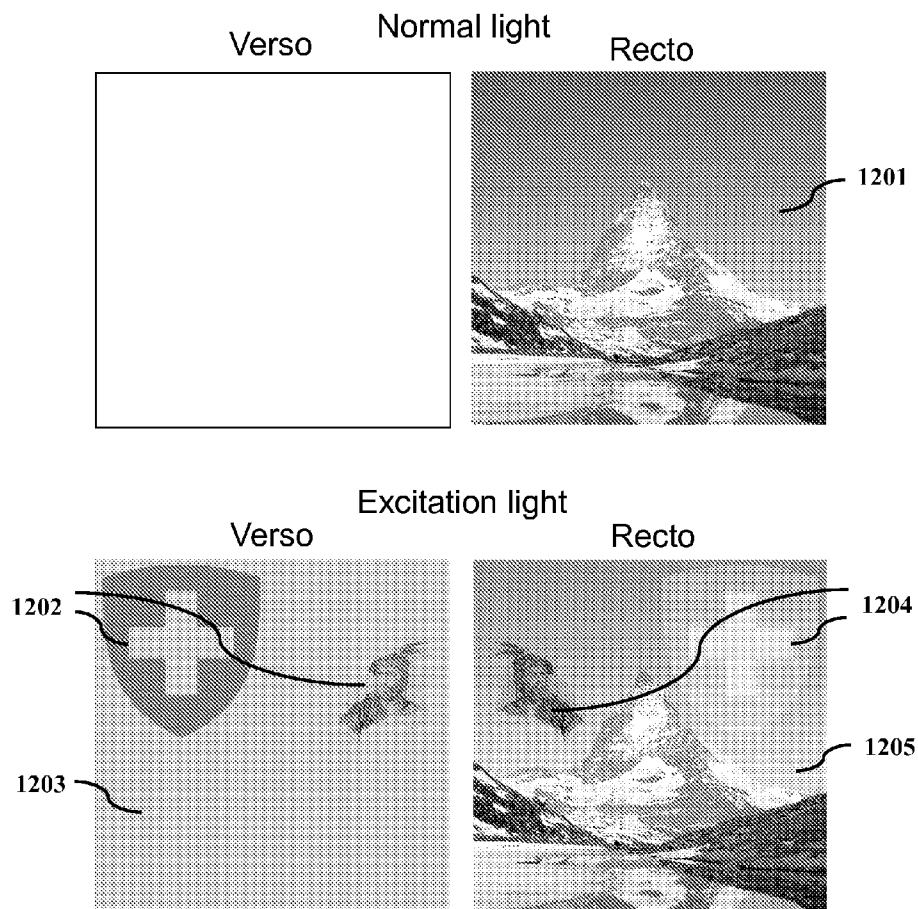 Normal light
Verso
Recto
1201
Excitation light
Verso
Recto
1202
1204
1205
1203